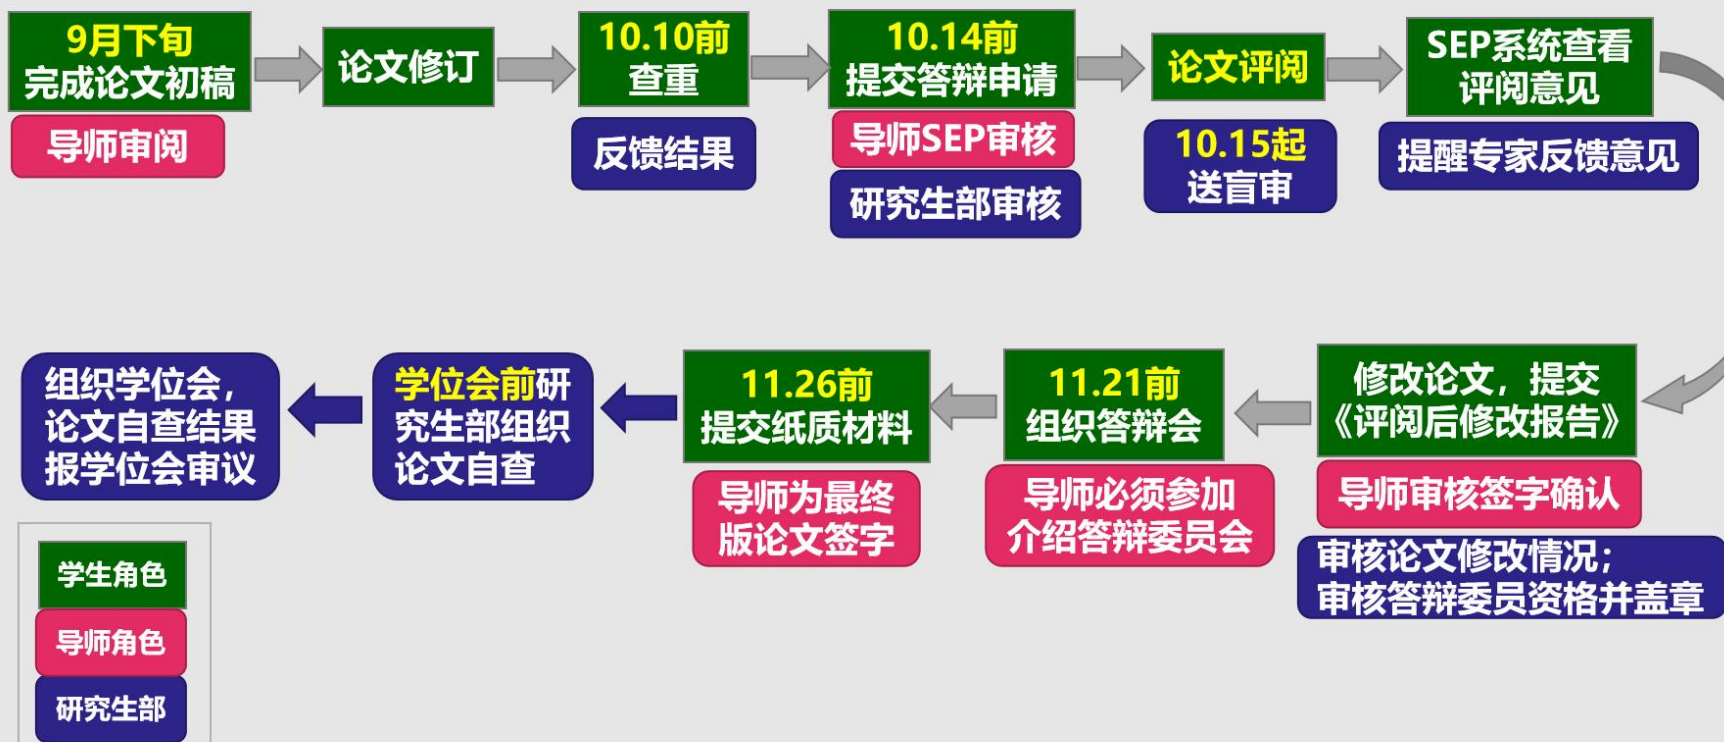 9月下旬
完成论文初稿
导师审阅
论文修订
10.10前
查重
反馈结果
10.14前
提交答辩申请
导师SEP审核
研究生部审核
论文评阅
10.15起
送盲审
SEP系统查看
评阅意见
提醒专家反馈意见
修改论文，提交
《评阅后修改报告》
导师审核签字确认
审核论文修改情况；
审核答辩委员资格并盖章
11.21前
组织答辩会
导师必须参加
介绍答辩委员会
11.26前
提交纸质材料
导师为最终
版论文签字
学位会前研
究生部组织
论文自查
组织学位会，
论文自查结果
报学位会审议
学生角色
导师角色
研究生部